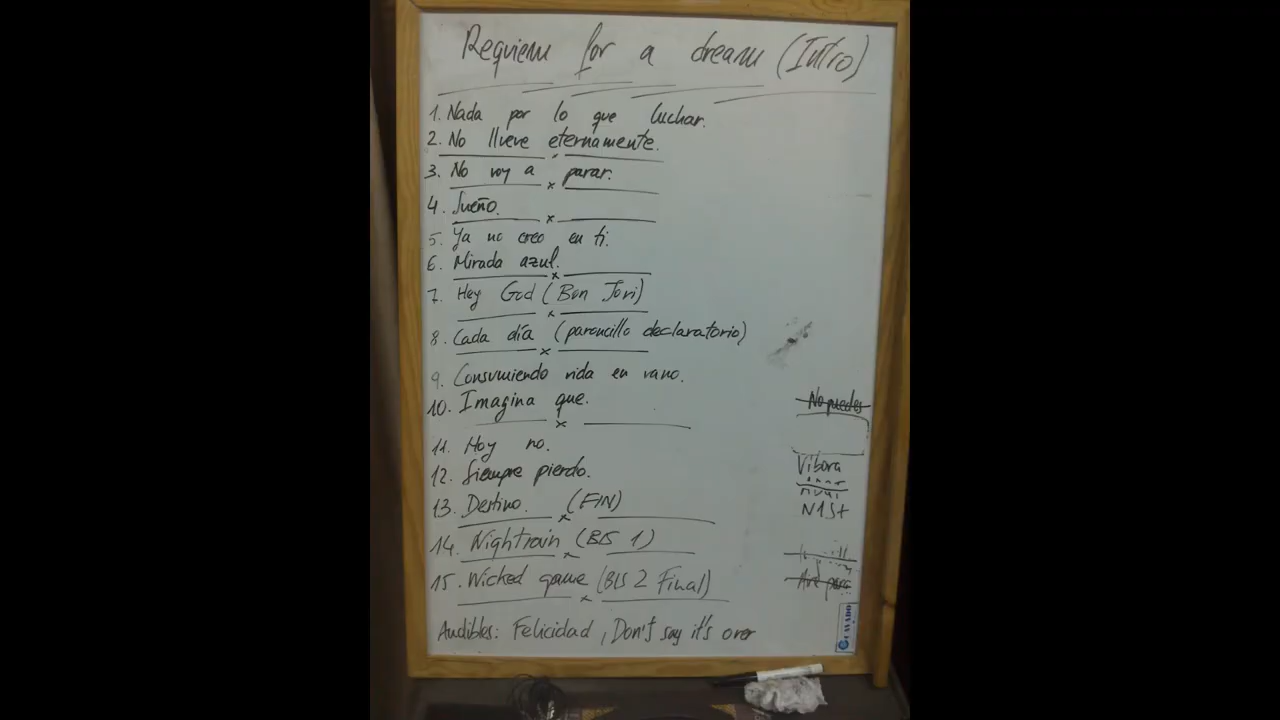 Requiem for a dream (Intro)
1. Nada por lo que luchar.
2. No llueve eternamente.
3. No voy a parar.
4. Sueño.
5. Ya no creo en ti.
6. Mirada azul.
7. Hey God (Bon Jovi)
8. Cada día (paroncillo declaratorio)
9. Consumiendo vida en vano.
10. Imagina que.
11. Hoy no.
12. Siempre pierdo.
13. Destino. (FIN)
14. Nightrain (BIS 1)
15. Wicked game (BIS 2 Final)
Audibles: Felicidad, Don't say it's over
No puedes
Víbora